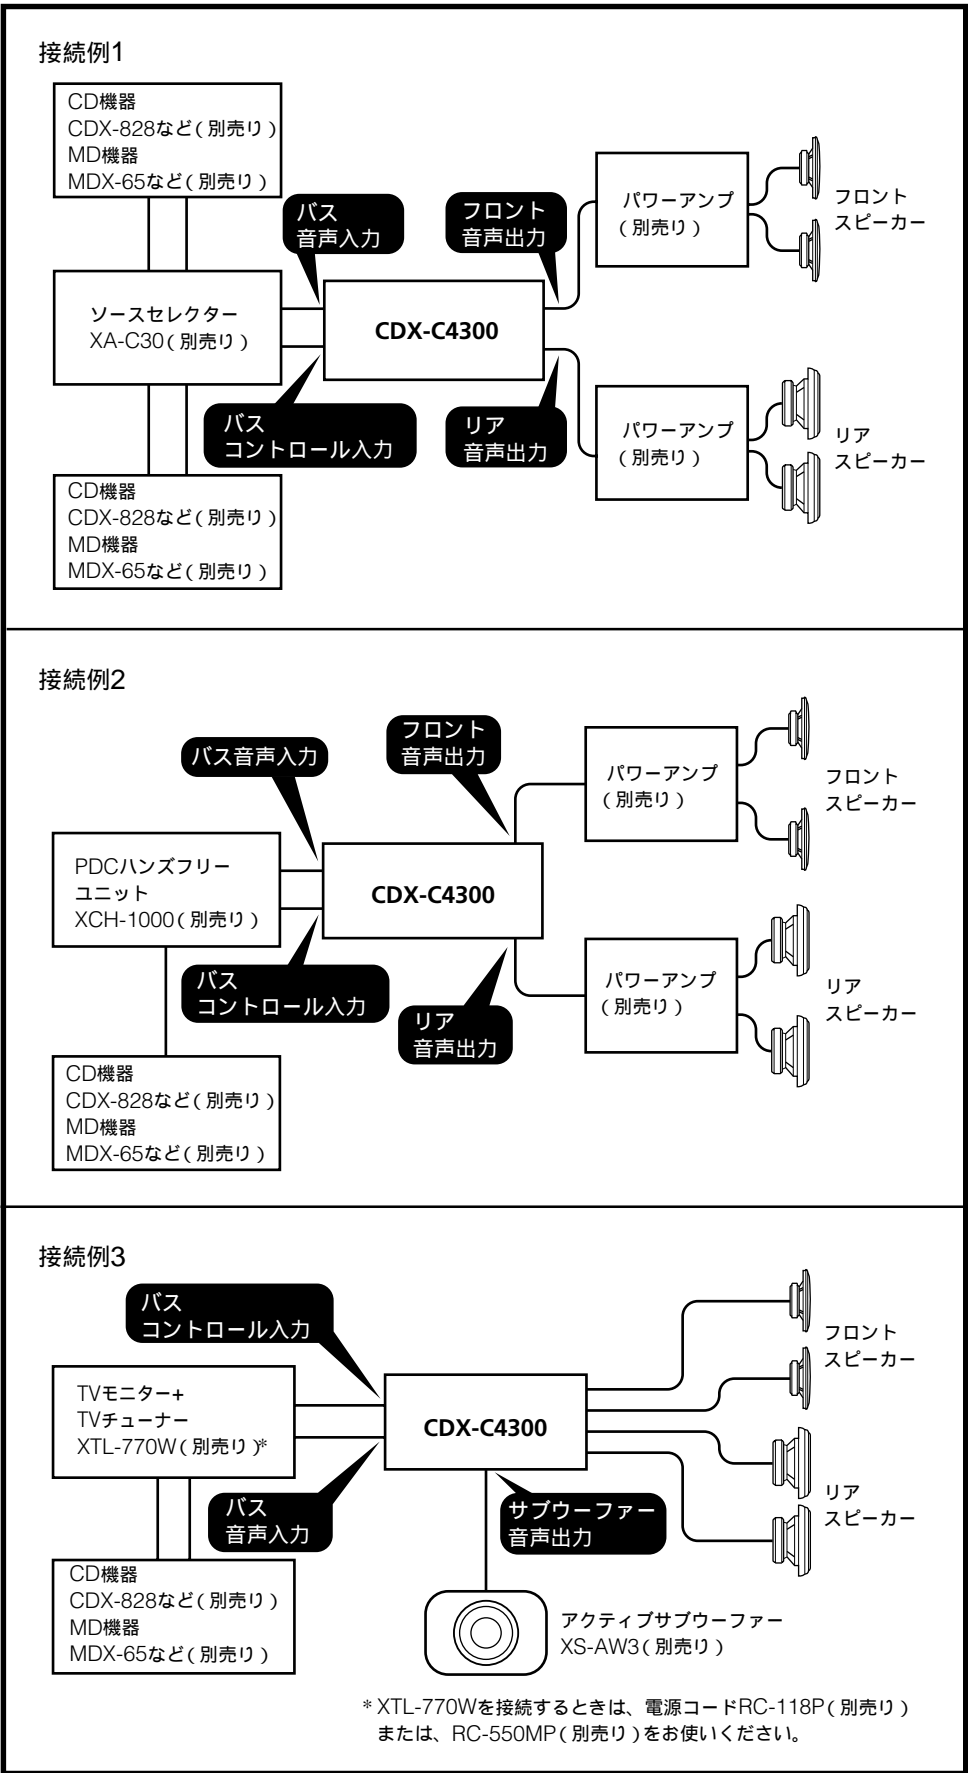 接続例1
CD機器
CDX-828など(別売り)
MD機器
MDX-65など(別売り)
バス
音声入力
フロント
音声出力
パワーアンプ
(別売り)
フロント
スピーカー
ソースセレクター
XA-C30(別売り)
CDX-C4300
バス
コントロール入力
リア
音声出力
パワーアンプ
(別売り)
リア
スピーカー
CD機器
CDX-828など(別売り)
MD機器
MDX-65など(別売り)
接続例2
バス音声入力
フロント
音声出力
パワーアンプ
(別売り)
フロント
スピーカー
PDCハンズフリー
ユニット
XCH-1000(別売り)
CDX-C4300
バス
コントロール入力
リア
音声出力
パワーアンプ
(別売り)
リア
スピーカー
CD機器
CDX-828など(別売り)
MD機器
MDX-65など(別売り)
接続例3
バス
コントロール入力
フロント
スピーカー
TVモニター+
TVチューナー
XTL-770W(別売り)*
CDX-C4300
バス
音声入力
サブウーファー
音声出力
リア
スピーカー
CD機器
CDX-828など(別売り)
MD機器
MDX-65など(別売り)
アクティブサブウーファー
XS-AW3(別売り)
* XTL-770Wを接続するときは、電源コードRC-118P(別売り)
または、RC-550MP(別売り)をお使いください。